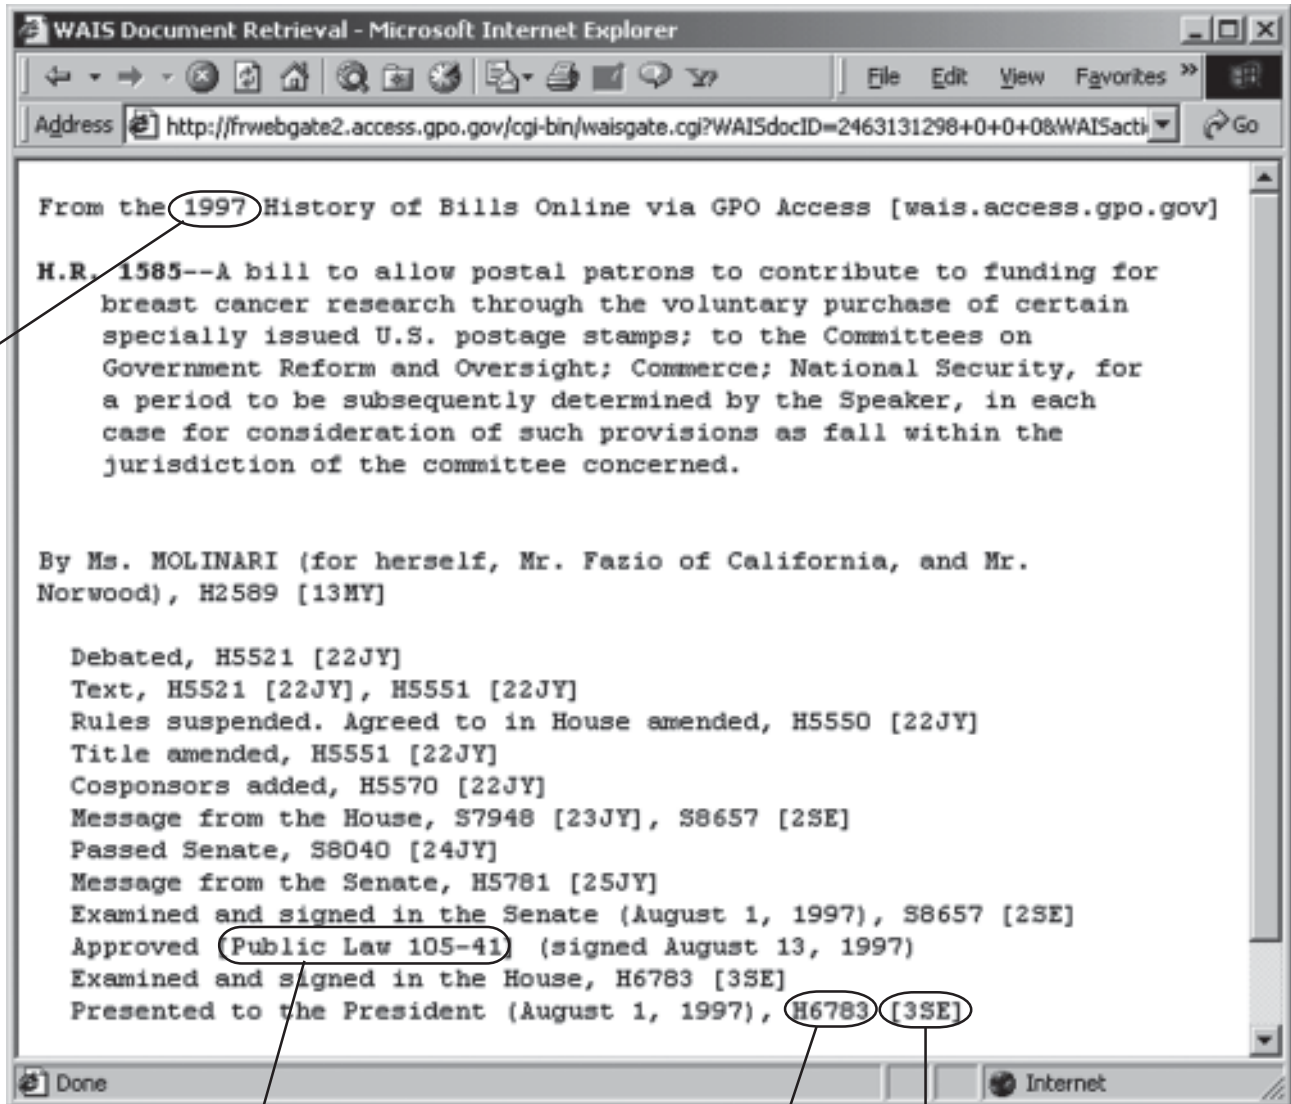 WAIS Document Retrieval - Microsoft Internet Explorer
File Edit View Favorites »
Address http://frwebgate2.access.gpo.gov/cgi-bin/waisgate.cgi?WAISdocID=2463131298+0+0+0&WAISacti Go
From the 1997 History of Bills Online via GPO Access [wais.access.gpo.gov]
H.R. 1585--A bill to allow postal patrons to contribute to funding for
breast cancer research through the voluntary purchase of certain
specially issued U.S. postage stamps; to the Committees on
Government Reform and Oversight; Commerce; National Security, for
a period to be subsequently determined by the Speaker, in each
case for consideration of such provisions as fall within the
jurisdiction of the committee concerned.
By Ms. MOLINARI (for herself, Mr. Fazio of California, and Mr.
Norwood), H2589 [13MY]
Debated, H5521 [22JY]
Text, H5521 [22JY], H5551 [22JY]
Rules suspended. Agreed to in House amended, H5550 [22JY]
Title amended, H5551 [22JY]
Cosponsors added, H5570 [22JY]
Message from the House, S7948 [23JY], S8657 [2SE]
Passed Senate, S8040 [24JY]
Message from the Senate, H5781 [25JY]
Examined and signed in the Senate (August 1, 1997), S8657 [2SE]
Approved [Public Law 105-41] (signed August 13, 1997)
Examined and signed in the House, H6783 [3SE]
Presented to the President (August 1, 1997), H6783 [3SE]
Done Internet